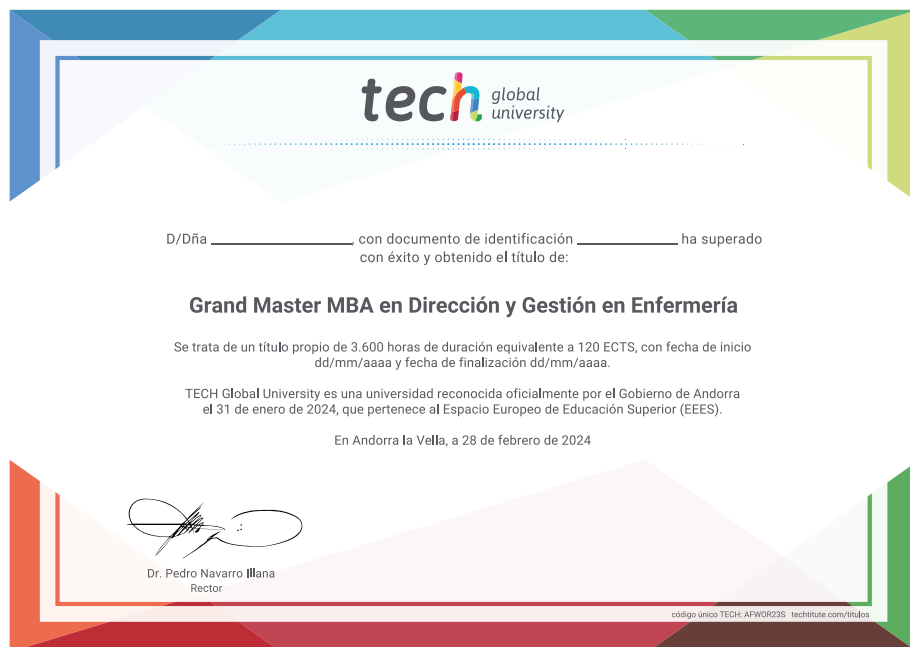 tech global university
D/Dña ____________________, con documento de identificación ______________ ha superado
con éxito y obtenido el título de:
Grand Master MBA en Dirección y Gestión en Enfermería
Se trata de un título propio de 3.600 horas de duración equivalente a 120 ECTS, con fecha de inicio
dd/mm/aaaa y fecha de finalización dd/mm/aaaa.
TECH Global University es una universidad reconocida oficialmente por el Gobierno de Andorra
el 31 de enero de 2024, que pertenece al Espacio Europeo de Educación Superior (EEES).
En Andorra la Vella, a 28 de febrero de 2024
Dr. Pedro Navarro Illana
Rector
código único TECH: AFWOR23S techtitute.com/titulos